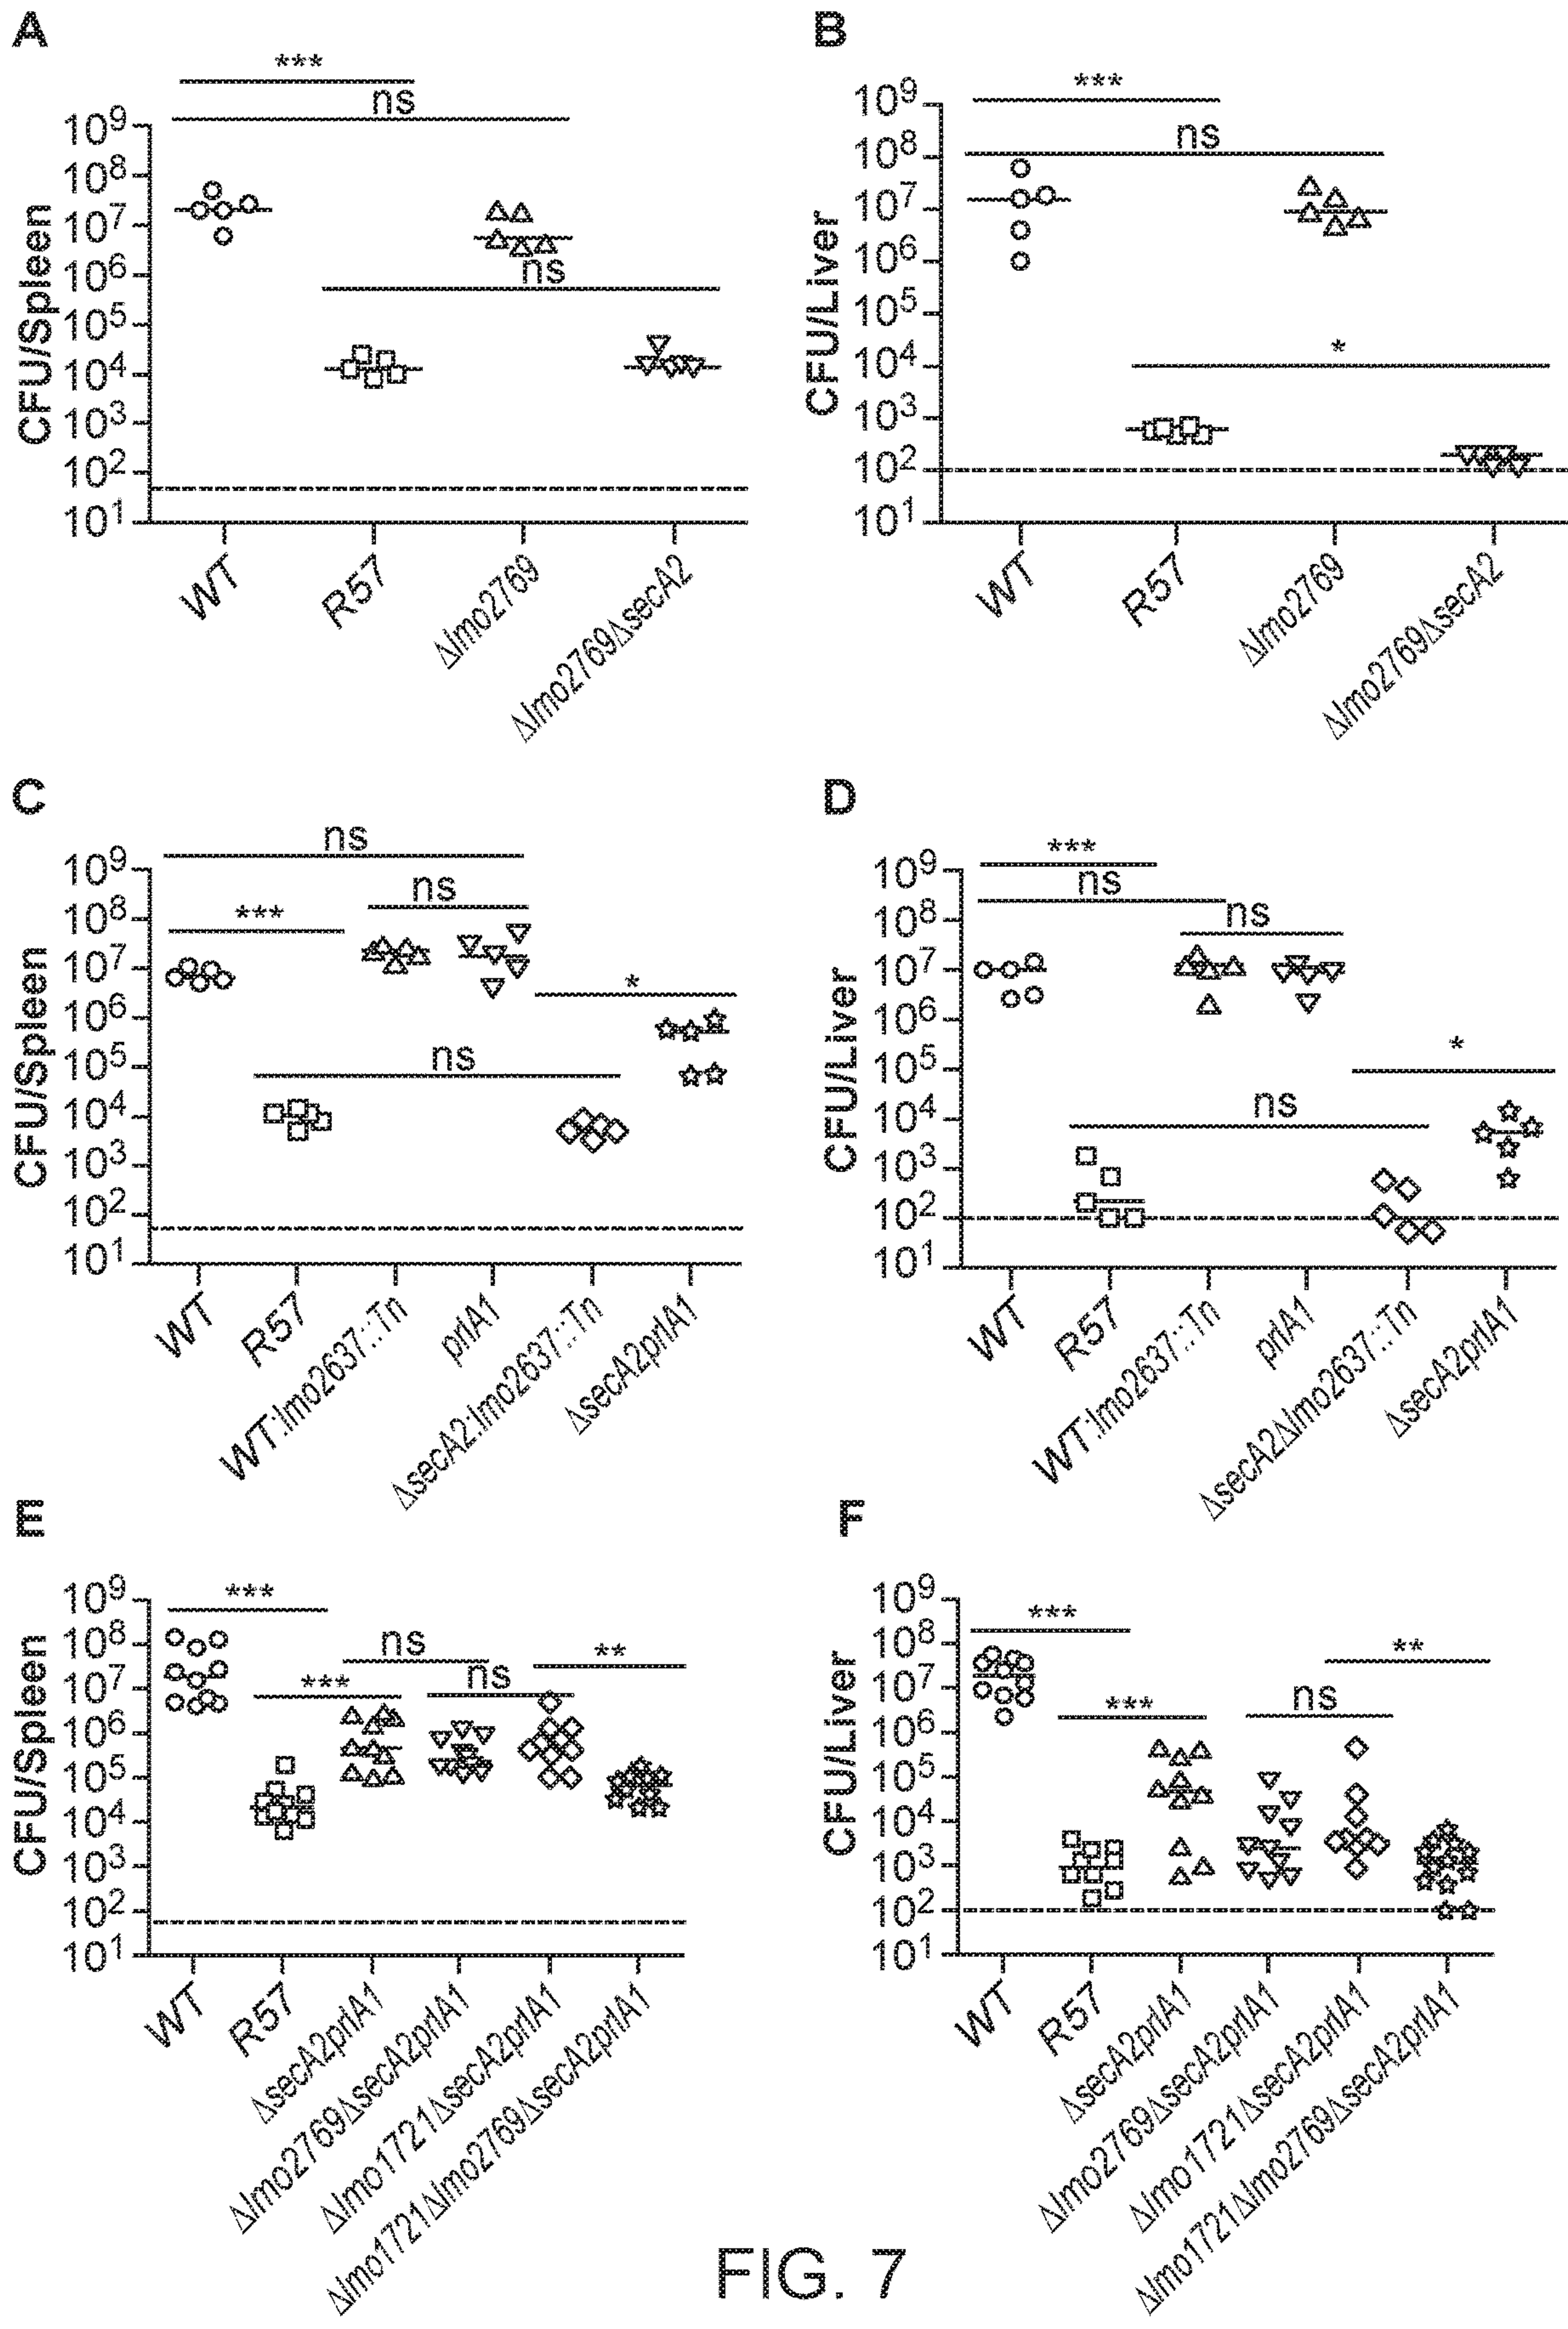 A
***
ns
10⁹
10⁸
10⁷
10⁶
10⁵
10⁴
10³
10²
10¹
CFU/Spleen
ns
WT
R57
Δlmo2769
Δlmo2769ΔsecA2
B
***
ns
10⁹
10⁸
10⁷
10⁶
10⁵
10⁴
10³
10²
10¹
CFU/Liver
*
WT
R57
Δlmo2769
Δlmo2769ΔsecA2
C
ns
ns
***
10⁹
10⁸
10⁷
10⁶
10⁵
10⁴
10³
10²
10¹
CFU/Spleen
*
ns
WT
R57
WT:lmo2637::Tn
prlA1
ΔsecA2:lmo2637::Tn
ΔsecA2prlA1
D
***
ns
ns
10⁹
10⁸
10⁷
10⁶
10⁵
10⁴
10³
10²
10¹
CFU/Liver
*
ns
WT
R57
WT:lmo2637::Tn
prlA1
ΔsecA2Δlmo2637::Tn
ΔsecA2prlA1
E
***
ns
**
***
ns
10⁹
10⁸
10⁷
10⁶
10⁵
10⁴
10³
10²
10¹
CFU/Spleen
WT
R57
ΔsecA2prlA1
Δlmo2769ΔsecA2prlA1
Δlmo1721ΔsecA2prlA1
Δlmo1721Δlmo2769ΔsecA2prlA1
F
***
**
***
ns
10⁹
10⁸
10⁷
10⁶
10⁵
10⁴
10³
10²
10¹
CFU/Liver
WT
R57
ΔsecA2prlA1
Δlmo2769ΔsecA2prlA1
Δlmo1721ΔsecA2prlA1
Δlmo1721Δlmo2769ΔsecA2prlA1
FIG. 7